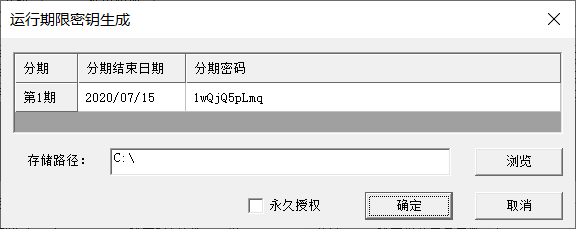 运行期限密钥生成
分期 分期结束日期 分期密码
第1期 2020/07/15 1wQjQ5pLmq
存储路径： C:\ 浏览
永久授权 确定 取消